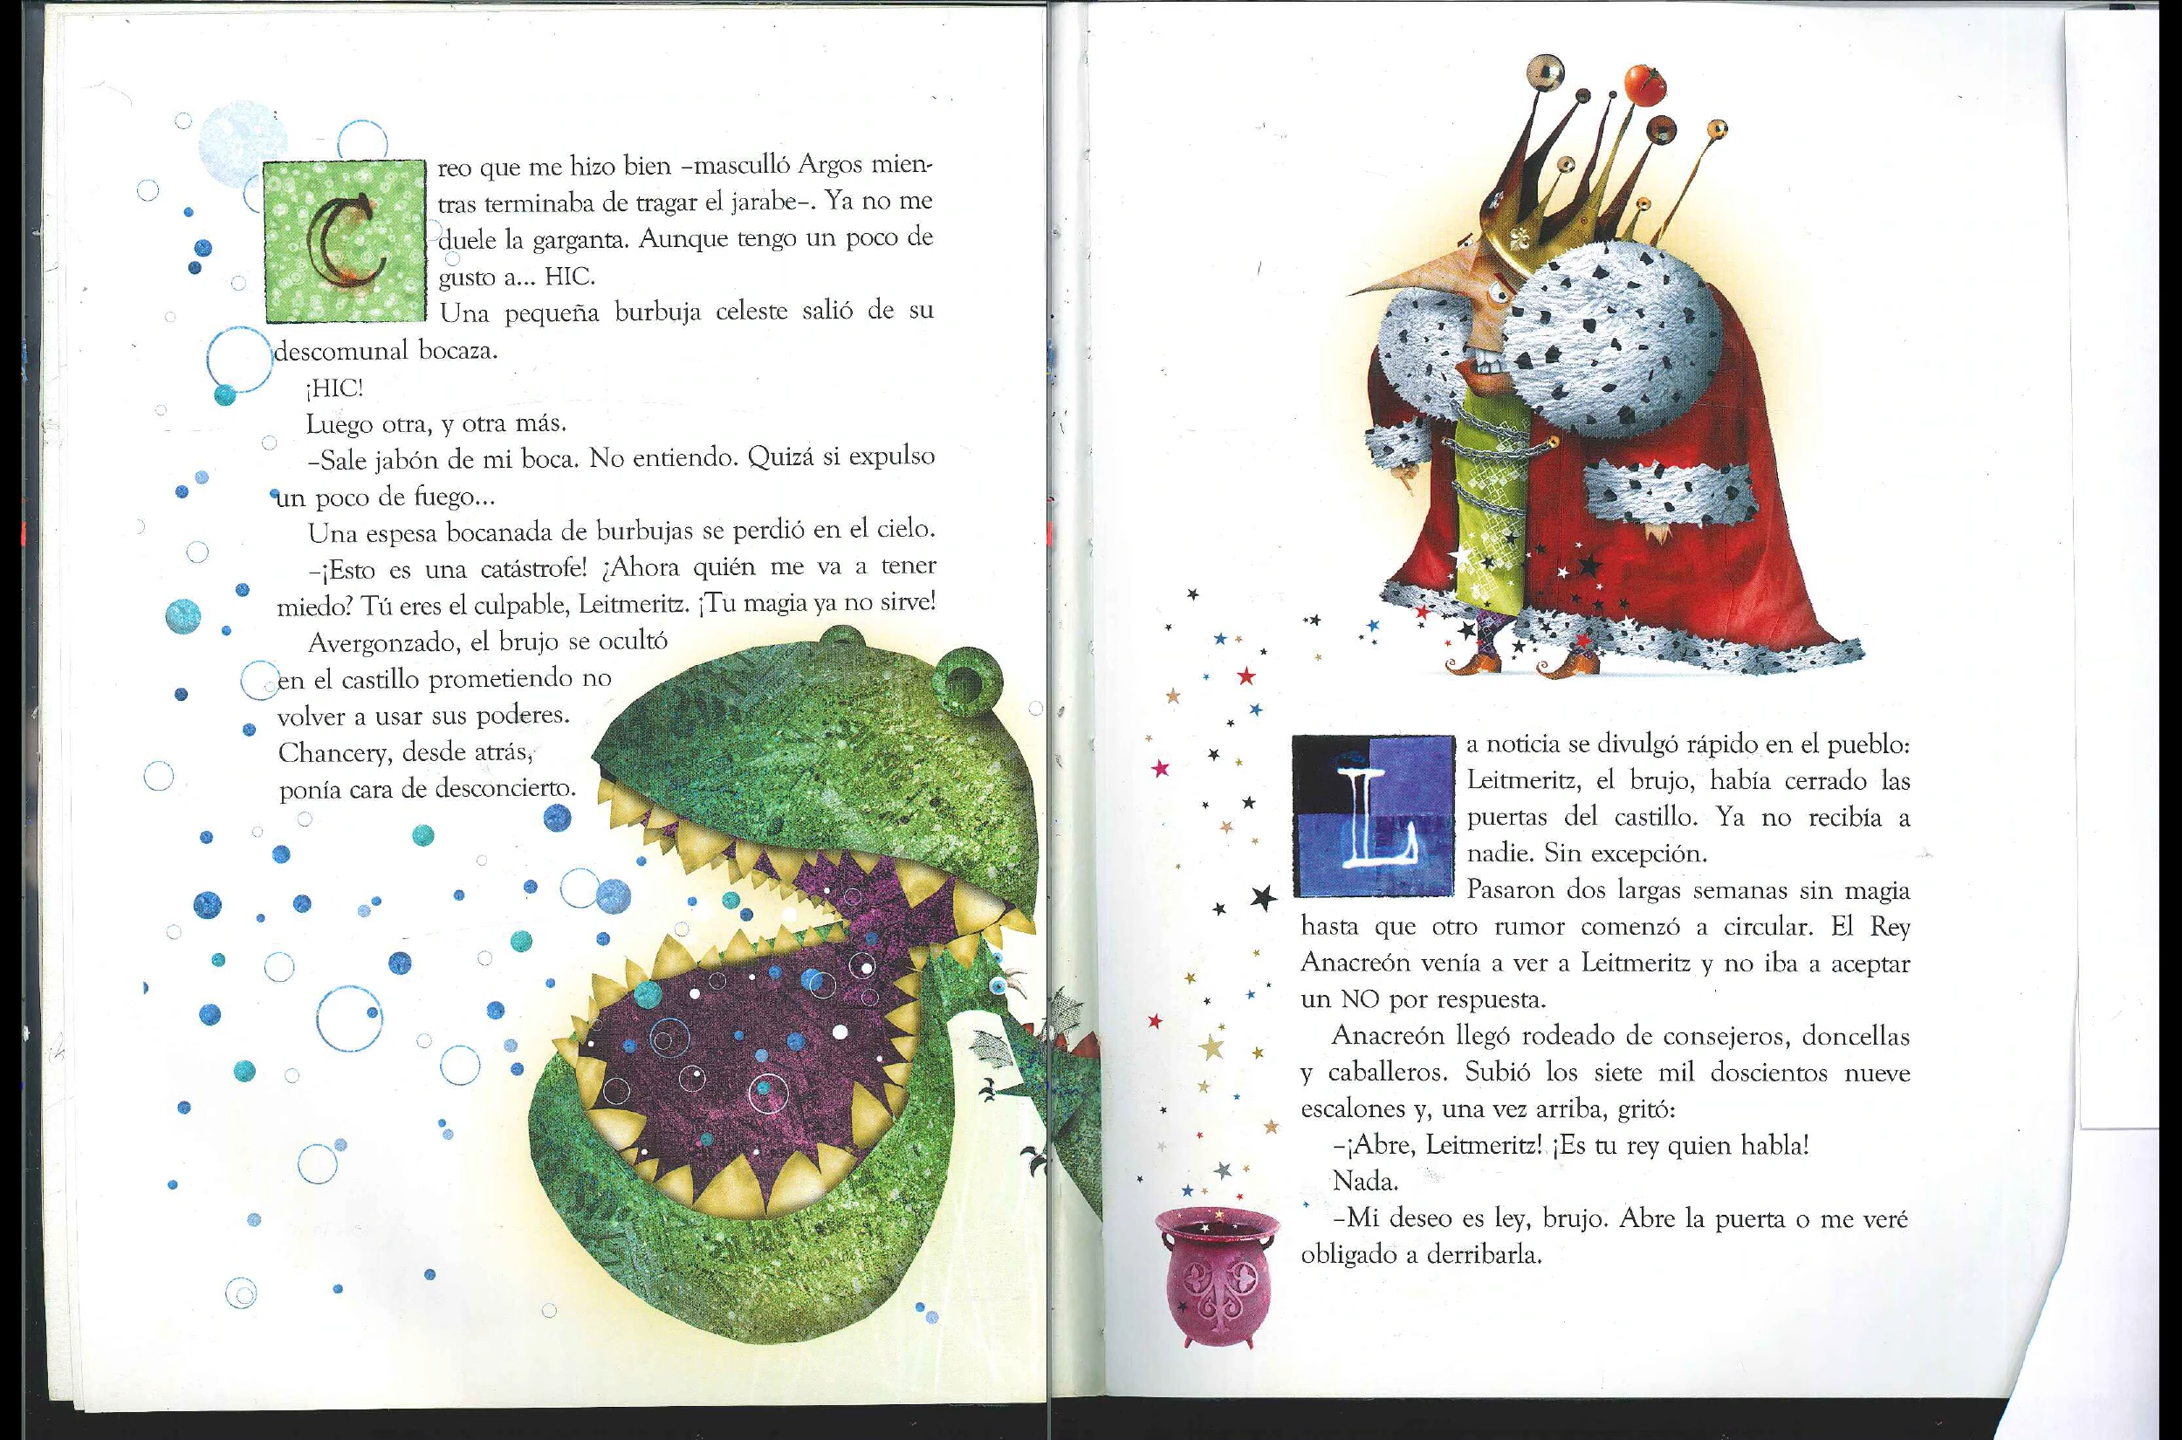 Creo que me hizo bien –masculló Argos mien-
tras terminaba de tragar el jarabe–. Ya no me
duele la garganta. Aunque tengo un poco de
gusto a... HIC.
Una pequeña burbuja celeste salió de su
descomunal bocaza.
¡HIC!
Luego otra, y otra más.
–Sale jabón de mi boca. No entiendo. Quizá si expulso
un poco de fuego...
Una espesa bocanada de burbujas se perdió en el cielo.
–¡Esto es una catástrofe! ¿Ahora quién me va a tener
miedo? Tú eres el culpable, Leitmeritz. ¡Tu magia ya no sirve!
Avergonzado, el brujo se ocultó
en el castillo prometiendo no
volver a usar sus poderes.
Chancery, desde atrás,
ponía cara de desconcierto.
La noticia se divulgó rápido en el pueblo:
Leitmeritz, el brujo, había cerrado las
puertas del castillo. Ya no recibía a
nadie. Sin excepción.
Pasaron dos largas semanas sin magia
hasta que otro rumor comenzó a circular. El Rey
Anacreón venía a ver a Leitmeritz y no iba a aceptar
un NO por respuesta.
Anacreón llegó rodeado de consejeros, doncellas
y caballeros. Subió los siete mil doscientos nueve
escalones y, una vez arriba, gritó:
–¡Abre, Leitmeritz! ¡Es tu rey quien habla!
Nada.
–Mi deseo es ley, brujo. Abre la puerta o me veré
obligado a derribarla.